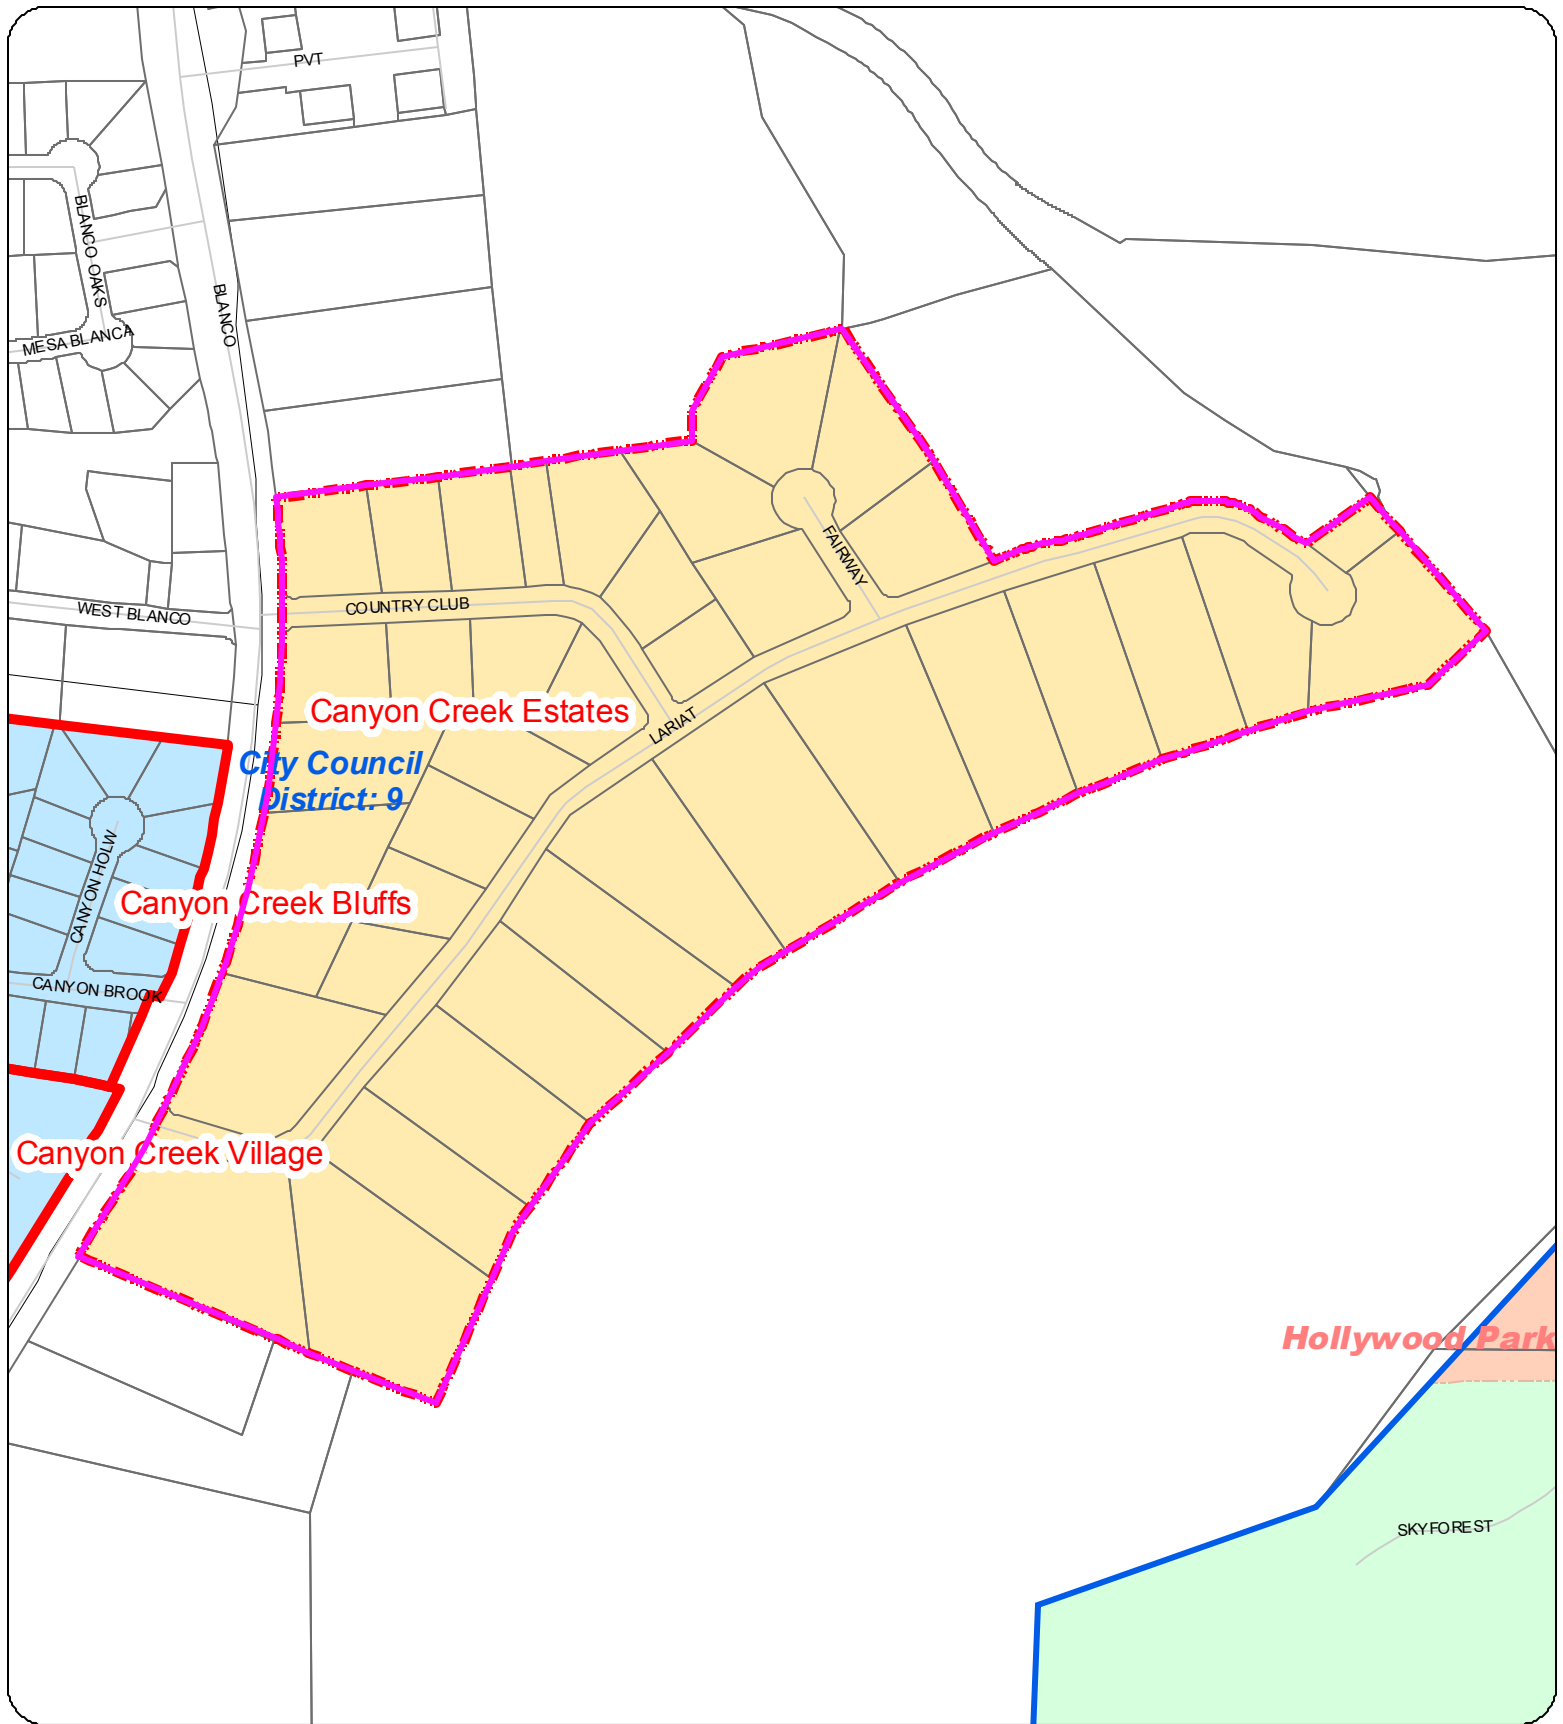 PVT
BLANCO OAKS
BLANCO
MESA BLANCA
FAIRWAY
WEST BLANCO
COUNTRY CLUB
Canyon Creek Estates
LARIAT
City Council
District: 9
CANYON HOLW
Canyon Creek Bluffs
CANYON BROOK
Canyon Creek Village
Hollywood Park
SKYFOREST